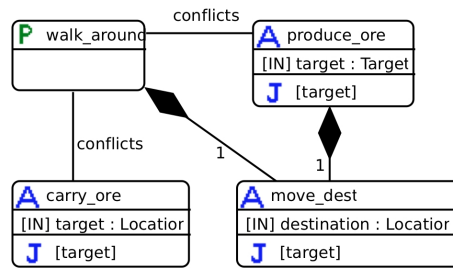 conflicts
P walk_around
A produce_ore
[IN] target : Target
J [target]
conflicts
1
1
A carry_ore
[IN] target : Locatior
J [target]
A move_dest
[IN] destination : Locatior
J [target]